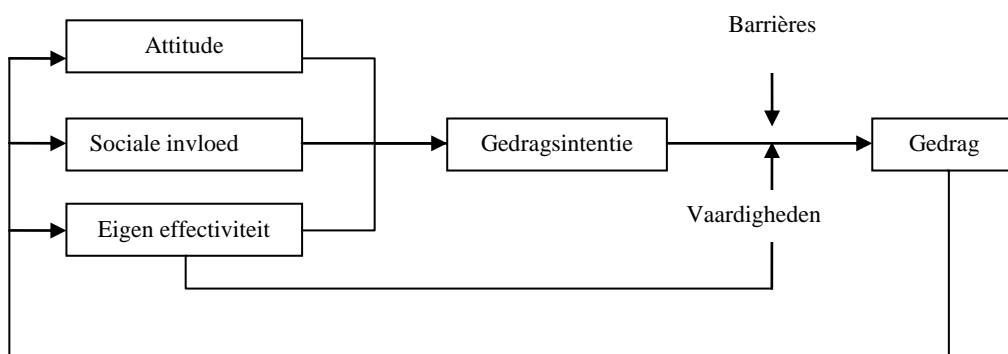 Barrières
Attitude
Sociale invloed
Gedragsintentie
Gedrag
Eigen effectiviteit
Vaardigheden